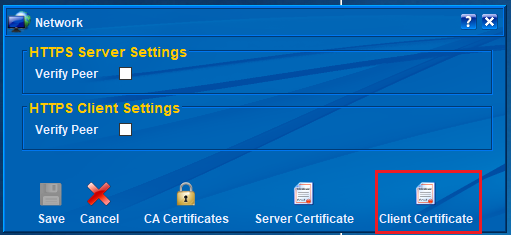 Network
HTTPS Server Settings
Verify Peer
HTTPS Client Settings
Verify Peer
Save Cancel CA Certificates Server Certificate Client Certificate